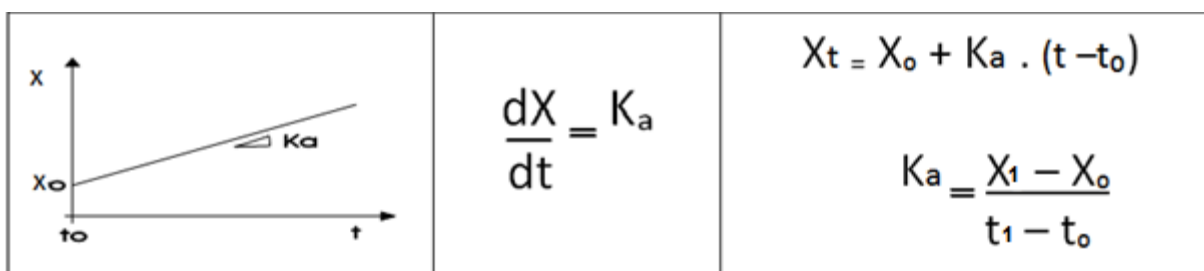 X
Ka
Xo
to
t
dX
dt
= Ka
Xt = Xo + Ka . (t –to)
Ka = X1 – Xo
t1 – to